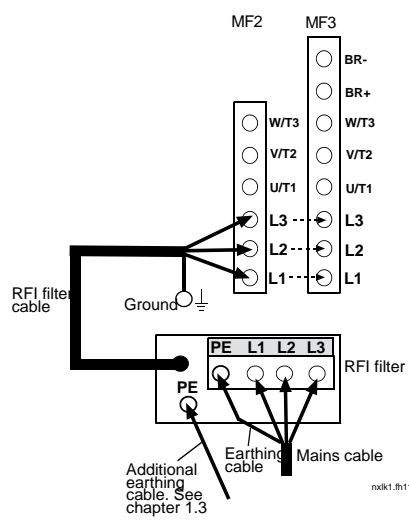 MF2 MF3
BR-
BR+
W/T3 W/T3
V/T2 V/T2
U/T1 U/T1
L3 L3
L2 L2
L1 L1
RFI filter
cable
Ground
PE L1 L2 L3
RFI filter
PE
Earthing
cable
Mains cable
Additional
earthing
cable. See
chapter 1.3